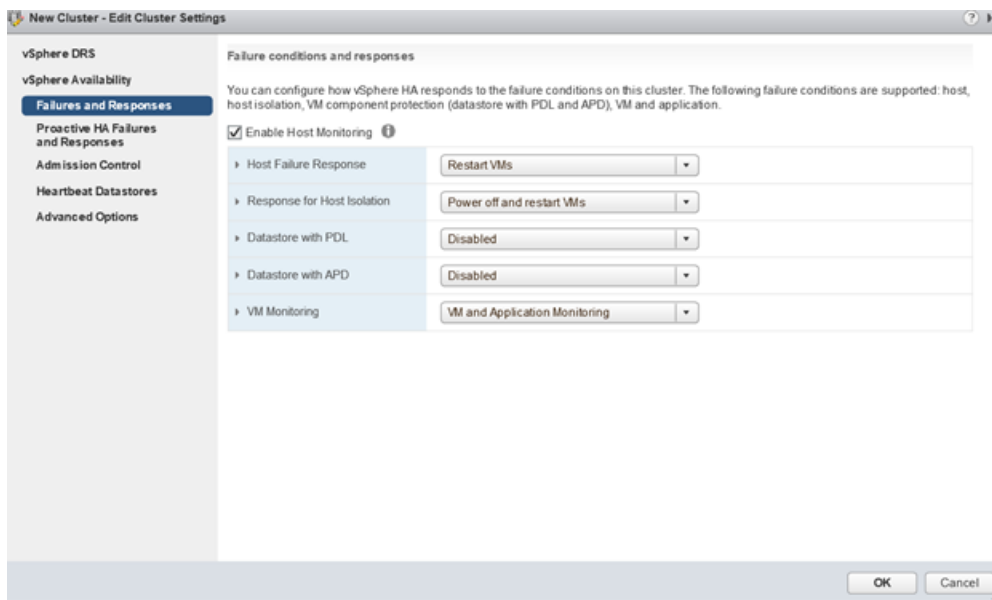 New Cluster - Edit Cluster Settings
?
vSphere DRS
vSphere Availability
Failures and Responses
Proactive HA Failures
and Responses
Admission Control
Heartbeat Datastores
Advanced Options
Failure conditions and responses
You can configure how vSphere HA responds to the failure conditions on this cluster. The following failure conditions are supported: host,
host isolation, VM component protection (datastore with PDL and APD), VM and application.
Enable Host Monitoring
Host Failure Response Restart VMs
Response for Host Isolation Power off and restart VMs
Datastore with PDL Disabled
Datastore with APD Disabled
VM Monitoring VM and Application Monitoring
OK Cancel